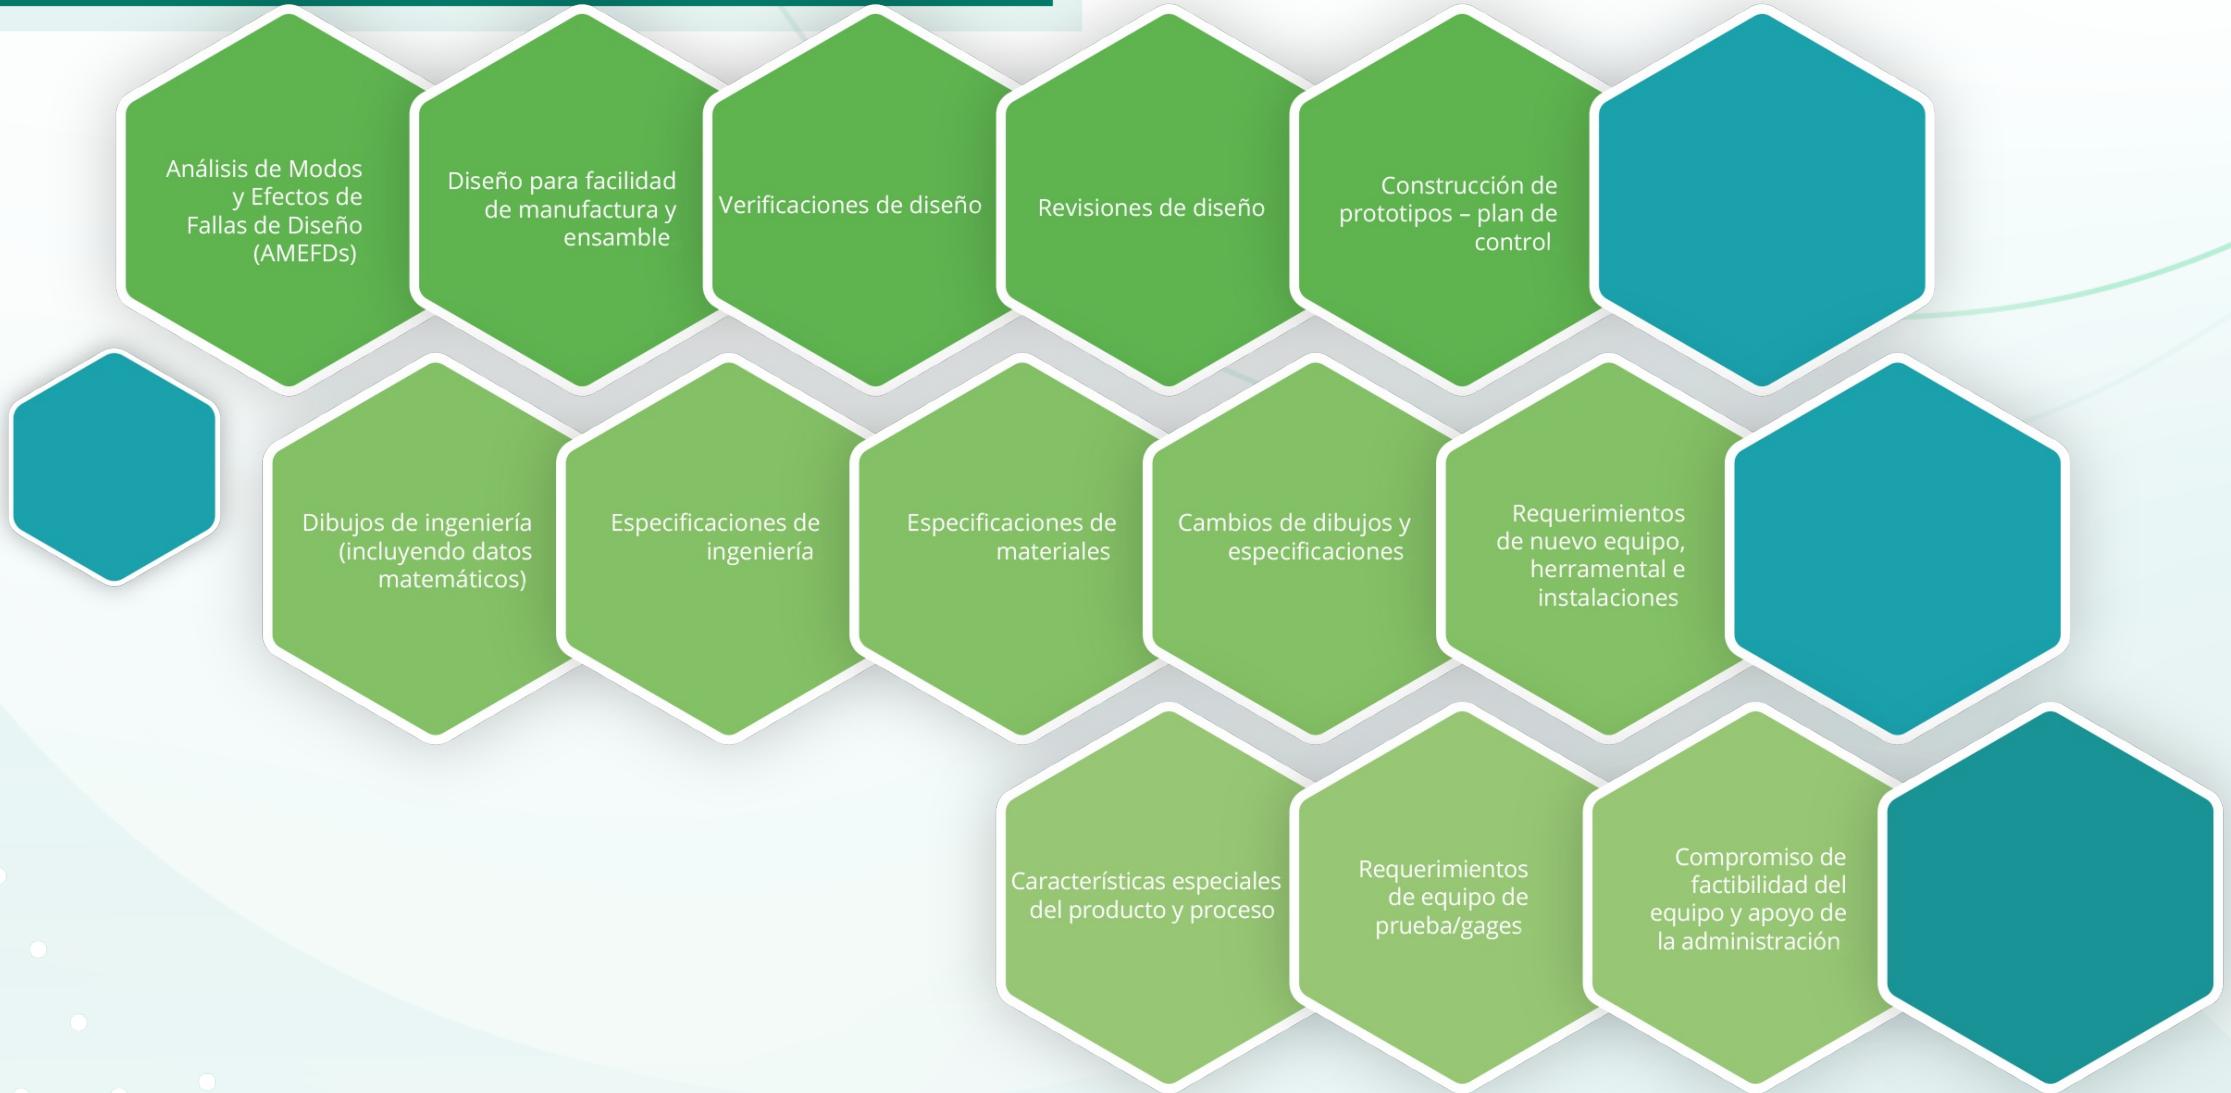 Análisis de Modos
y Efectos de
Fallas de Diseño
(AMEFDs)
Diseño para facilidad
de manufactura y
ensamble
Verificaciones de diseño
Revisiones de diseño
Construcción de
prototipos – plan de
control
Dibujos de ingeniería
(incluyendo datos
matemáticos)
Especificaciones de
ingeniería
Especificaciones de
materiales
Cambios de dibujos y
especificaciones
Requerimientos
de nuevo equipo,
herramental e
instalaciones
Características especiales
del producto y proceso
Requerimientos
de equipo de
prueba/gages
Compromiso de
factibilidad del
equipo y apoyo de
la administración